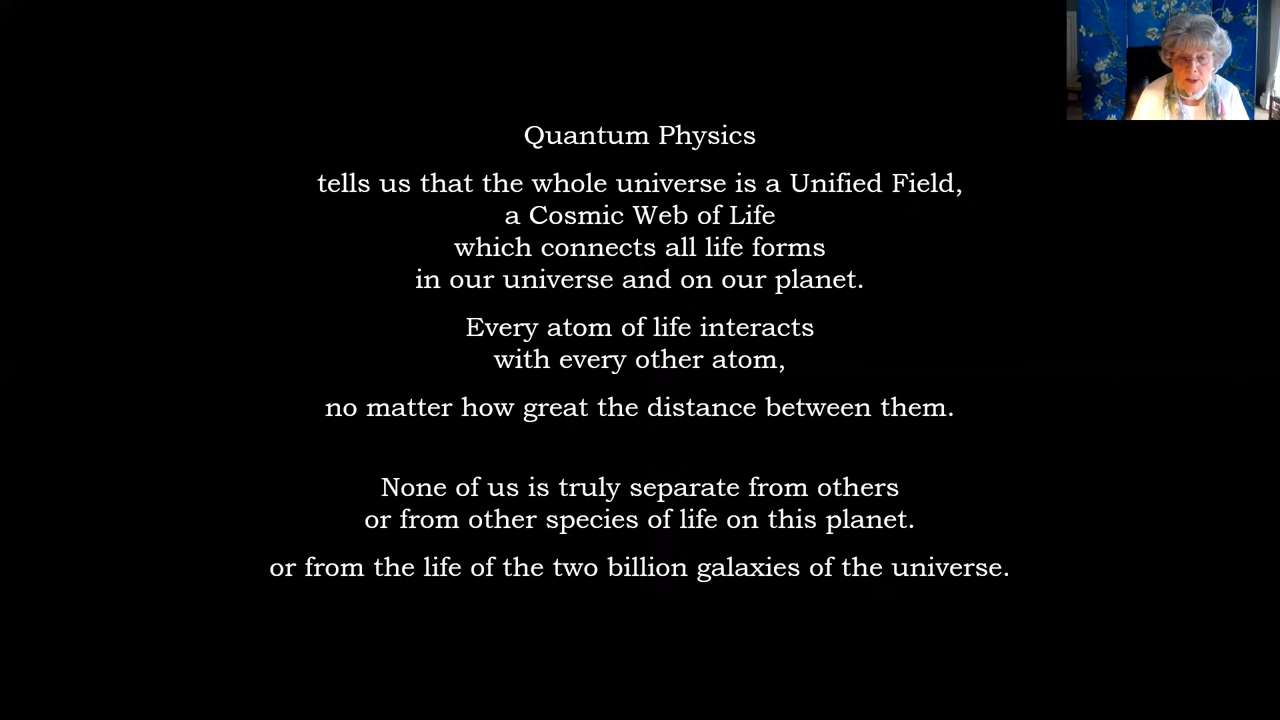 Quantum Physics
tells us that the whole universe is a Unified Field,
a Cosmic Web of Life
which connects all life forms
in our universe and on our planet.
Every atom of life interacts
with every other atom,
no matter how great the distance between them.
None of us is truly separate from others
or from other species of life on this planet.
or from the life of the two billion galaxies of the universe.